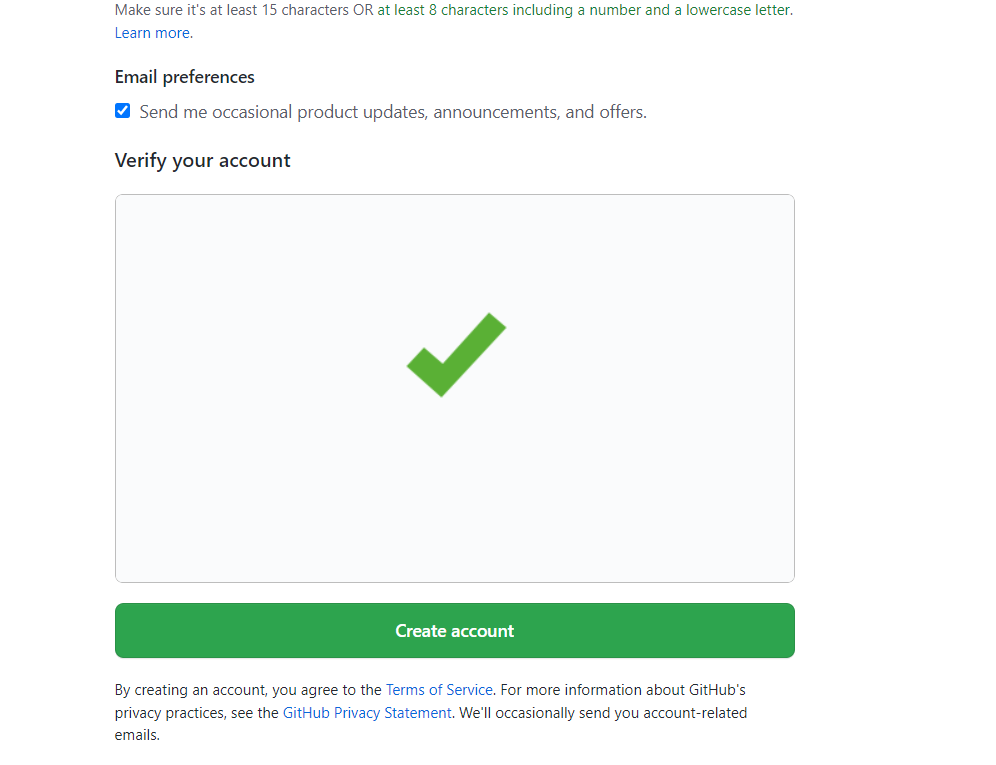 Make sure it's at least 15 characters OR at least 8 characters including a number and a lowercase letter.
Learn more.
Email preferences
Send me occasional product updates, announcements, and offers.
Verify your account
Create account
By creating an account, you agree to the Terms of Service. For more information about GitHub's
privacy practices, see the GitHub Privacy Statement. We'll occasionally send you account-related
emails.